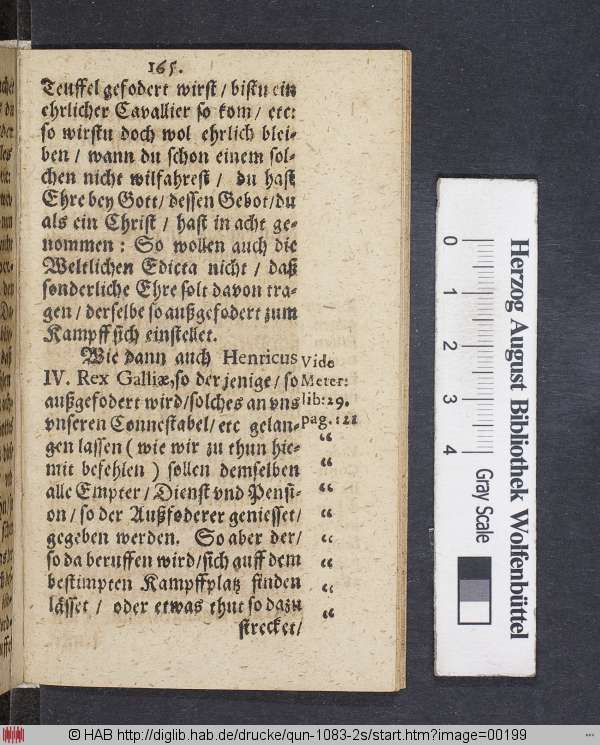 165.
Teuffel gefodert wirst / bistu ein
ehrlicher Cavallier so kom / etc:
so wirstu doch wol ehrlich blei-
ben / wann du schon einem sol-
chen nicht wilfahrest / du hast
Ehre bey Gott / dessen Gebot / du
als ein Christ / hast in acht ge-
nommen : So wollen auch die
Weltlichen Edicta nicht / daß
sonderliche Ehre solt davon tra-
gen / derselbe so außgefodert zum
Kampff sich einstellet.
Wie dann auch Henricus
IV. Rex Galliæ, so der jenige / so
außgefodert wird / solches an vns
vnseren Connestabel / etc gelan-
gen lassen ( wie wir zu thun hie-
mit befehlen ) sollen demselben
alle Empter / Dienst vnd Pensi-
on / so der Außfoderer geniesset /
gegeben werden. So aber der /
so da beruffen wird / sich auff dem
bestimpten Kampffplatz finden
lässet / oder etwas thut so dazu
strecket /
Vide
Meter:
lib: 29.
pag. 121
“
“
“
“
“
“
“
“
0
1
2
3
4
Herzog August Bibliothek Wolfenbüttel
Gray Scale
© HAB http://diglib.hab.de/drucke/qun-1083-2s/start.htm?image=00199